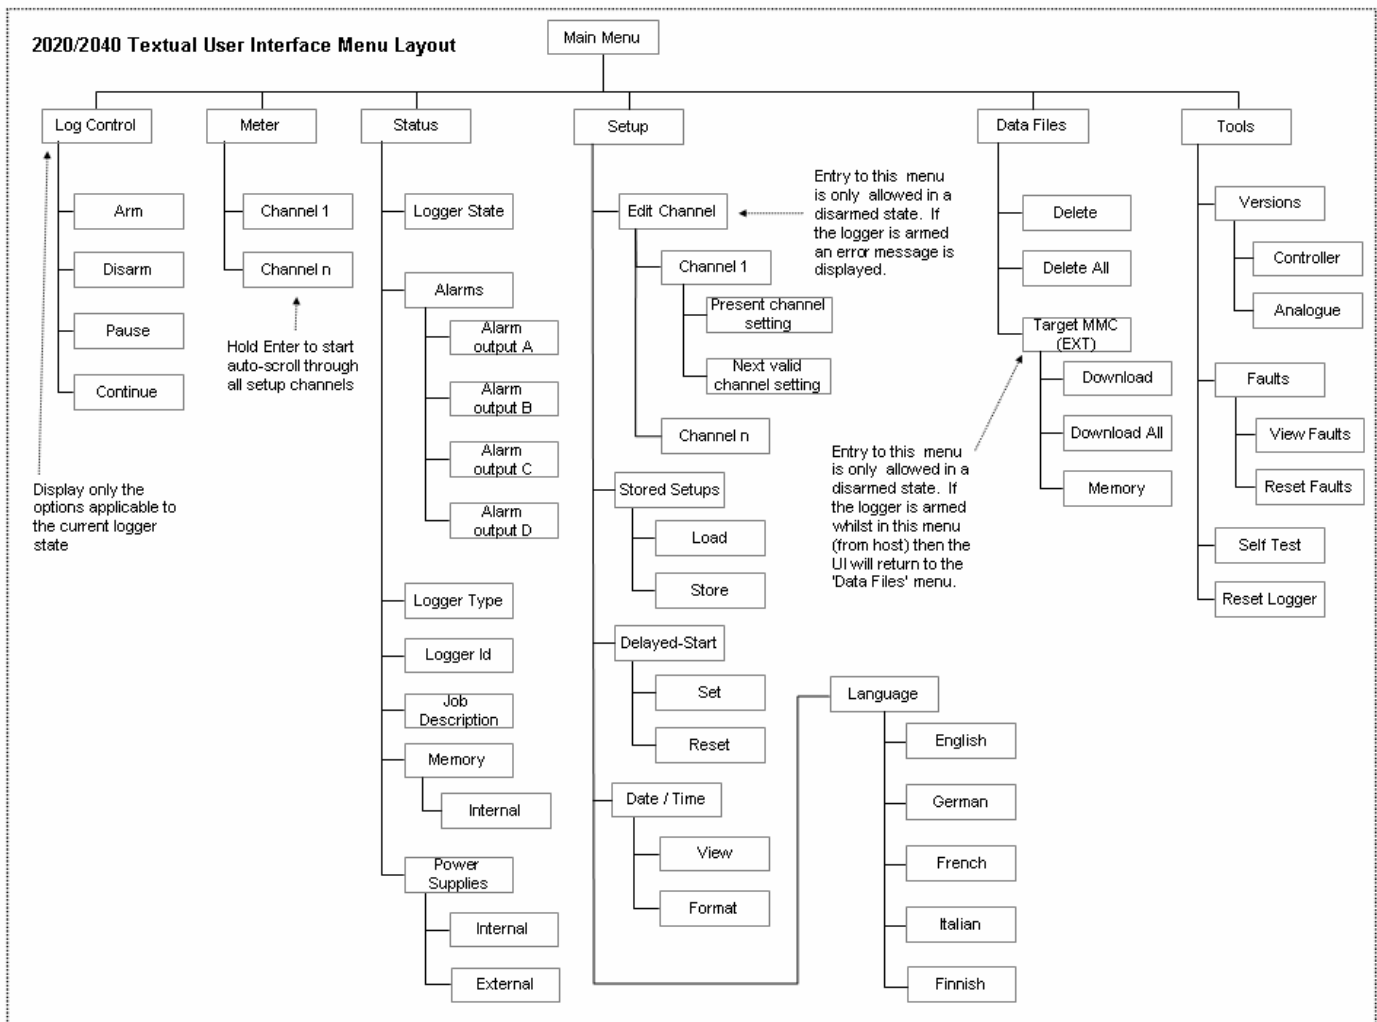 2020/2040 Textual User Interface Menu Layout
Main Menu
Log Control
Meter
Status
Setup
Data Files
Tools
Arm
Disarm
Pause
Continue
Display only the
options applicable to
the current logger
state
Channel 1
Channel n
Hold Enter to start
auto-scroll through
all setup channels
Logger State
Alarms
Alarm
output A
Alarm
output B
Alarm
output C
Alarm
output D
Logger Type
Logger Id
Job
Description
Memory
Internal
Power
Supplies
Internal
External
Edit Channel
Channel 1
Present channel
setting
Next valid
channel setting
Channel n
Entry to this menu
is only allowed in a
disarmed state. If
the logger is armed
an error message is
displayed.
Stored Setups
Load
Store
Delayed-Start
Set
Reset
Date / Time
View
Format
Language
English
German
French
Italian
Finnish
Delete
Delete All
Target MMC
(EXT)
Download
Download All
Memory
Entry to this menu
is only allowed in a
disarmed state. If
the logger is armed
whilst in this menu
(from host) then the
UI will return to the
'Data Files' menu.
Versions
Controller
Analogue
Faults
View Faults
Reset Faults
Self Test
Reset Logger